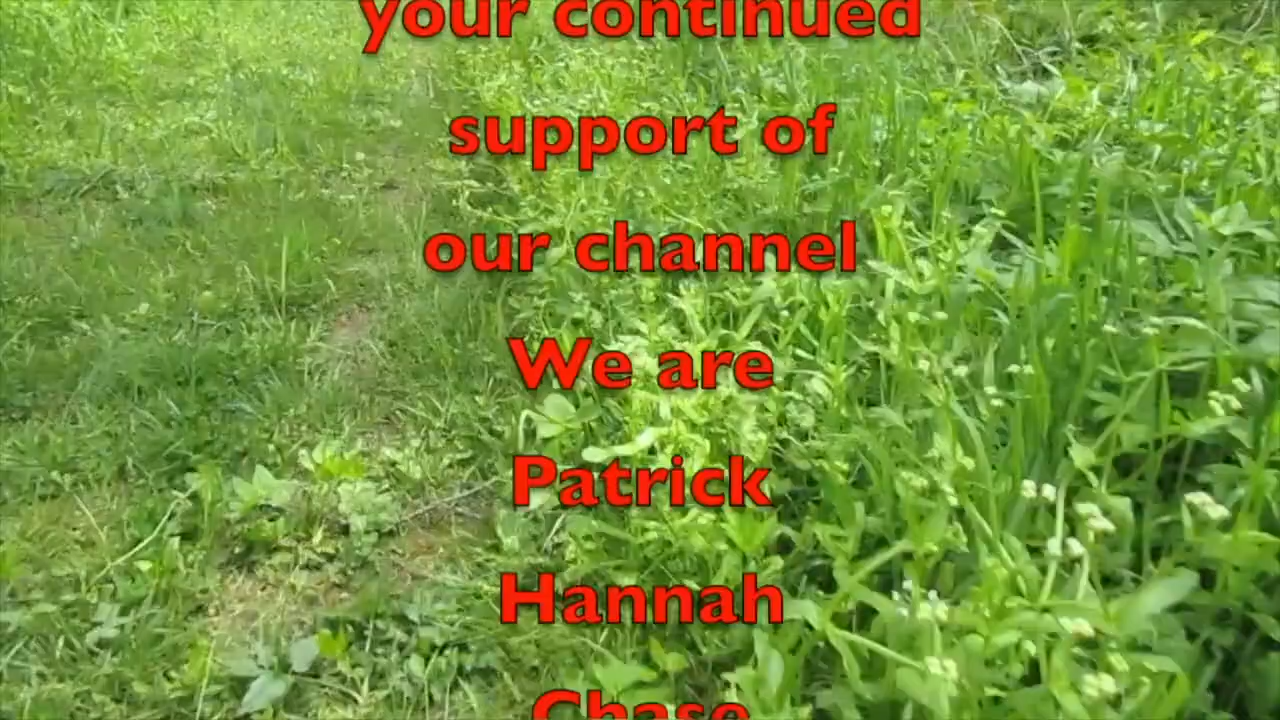 your continued
support of
our channel
We are
Patrick
Hannah
Chase